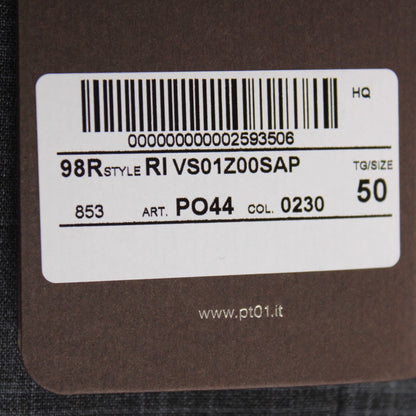 HQ
000000000002593506
98R STYLE RI VS01Z00SAP TG/SIZE
50
853 ART. PO44 COL. 0230
www.pt01.it